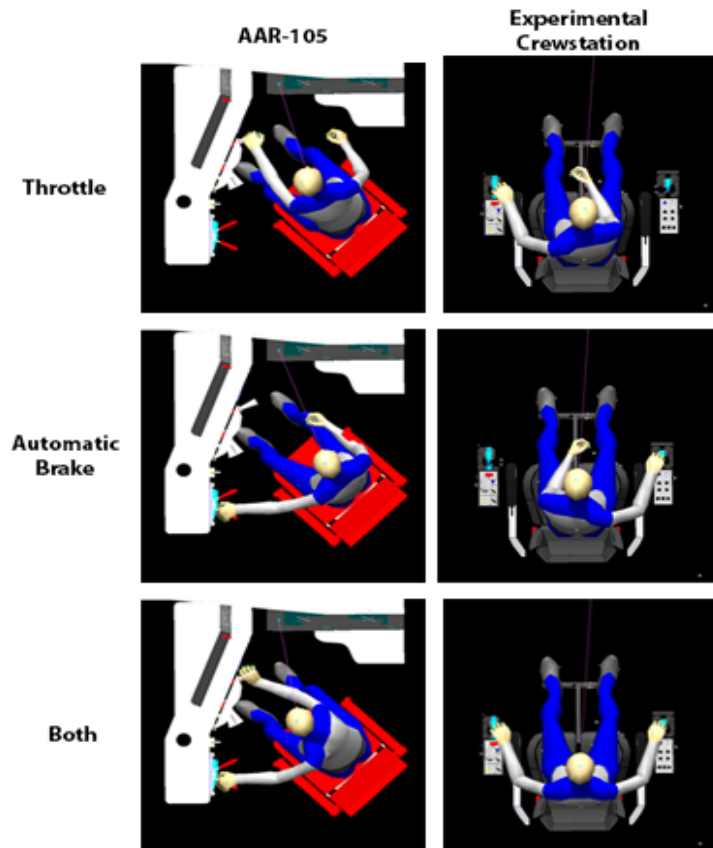 AAR-105
Experimental
Crewstation
Throttle
Automatic
Brake
Both